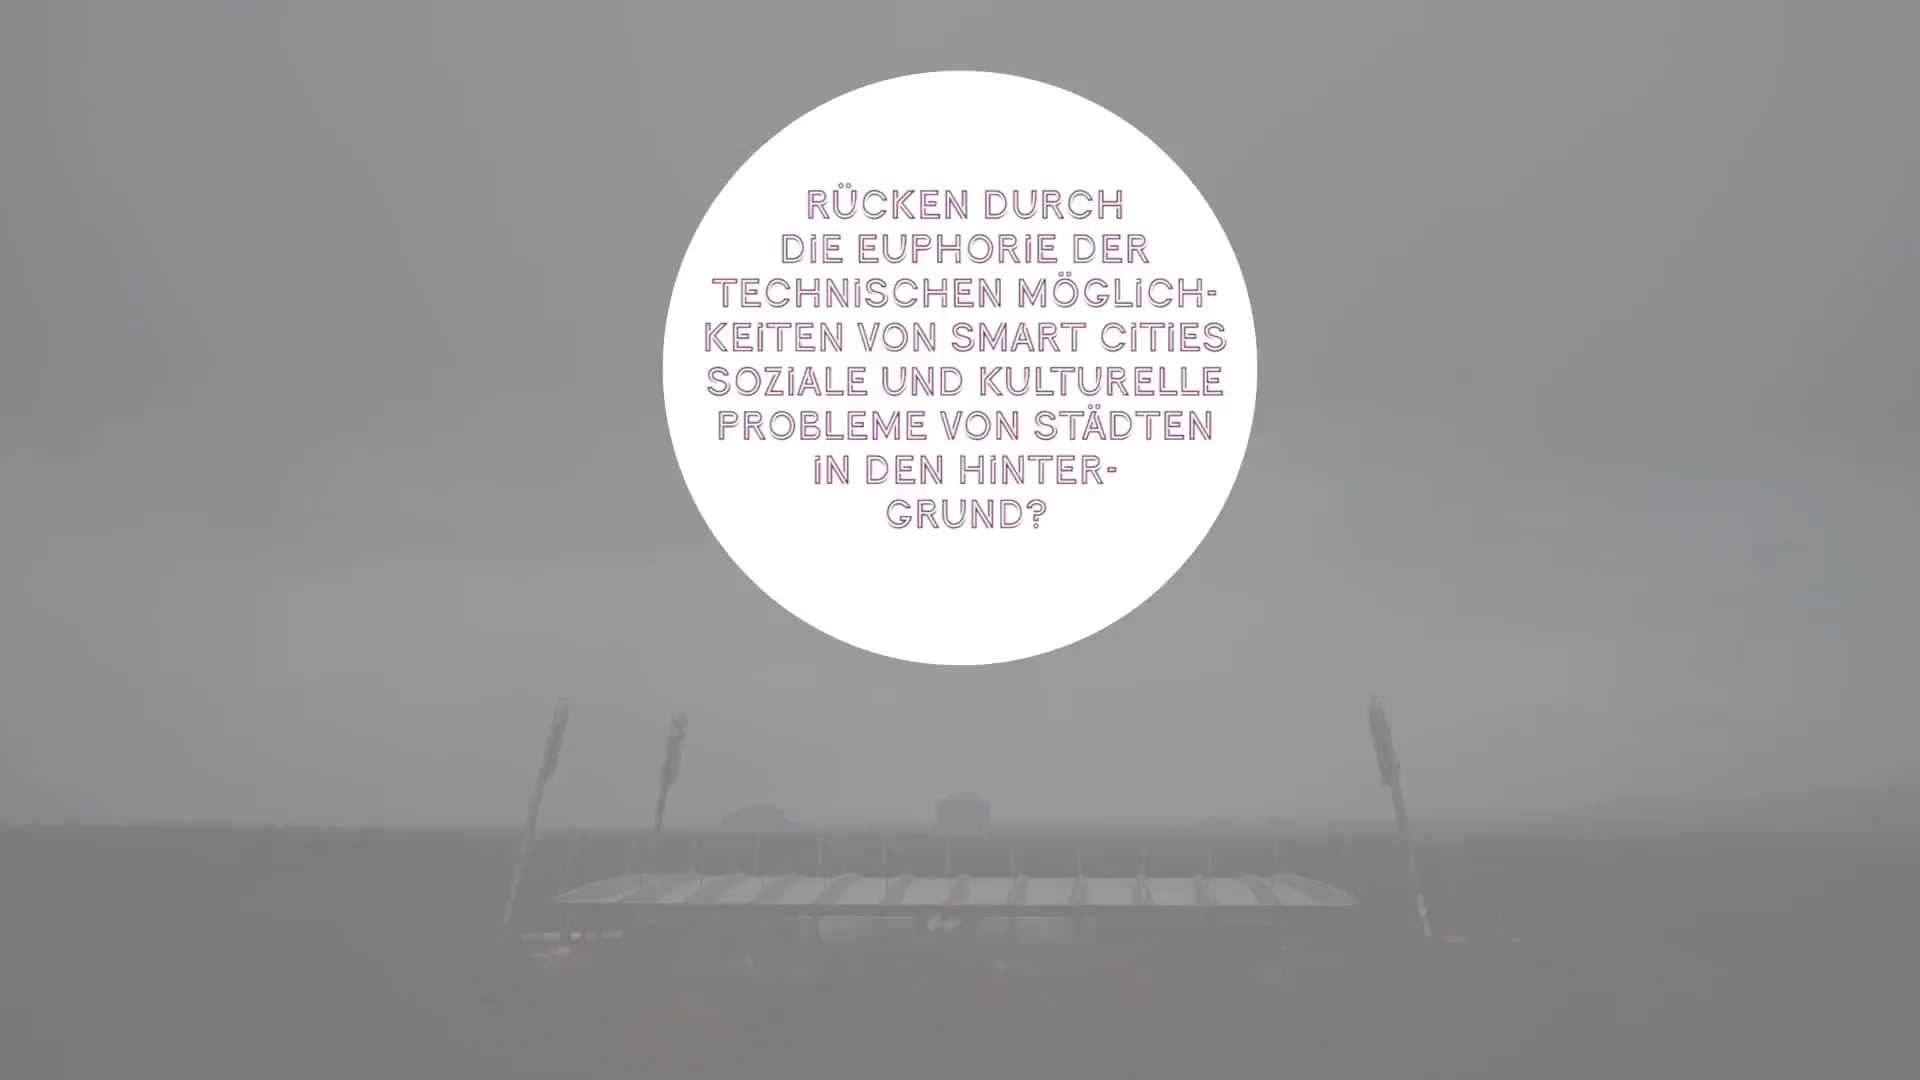 RÜCKEN DURCH
DIE EUPHORIE DER
TECHNISCHEN MÖGLICH-
KEITEN VON SMART CITIES
SOZIALE UND KULTURELLE
PROBLEME VON STÄDTEN
IN DEN HINTER-
GRUND?